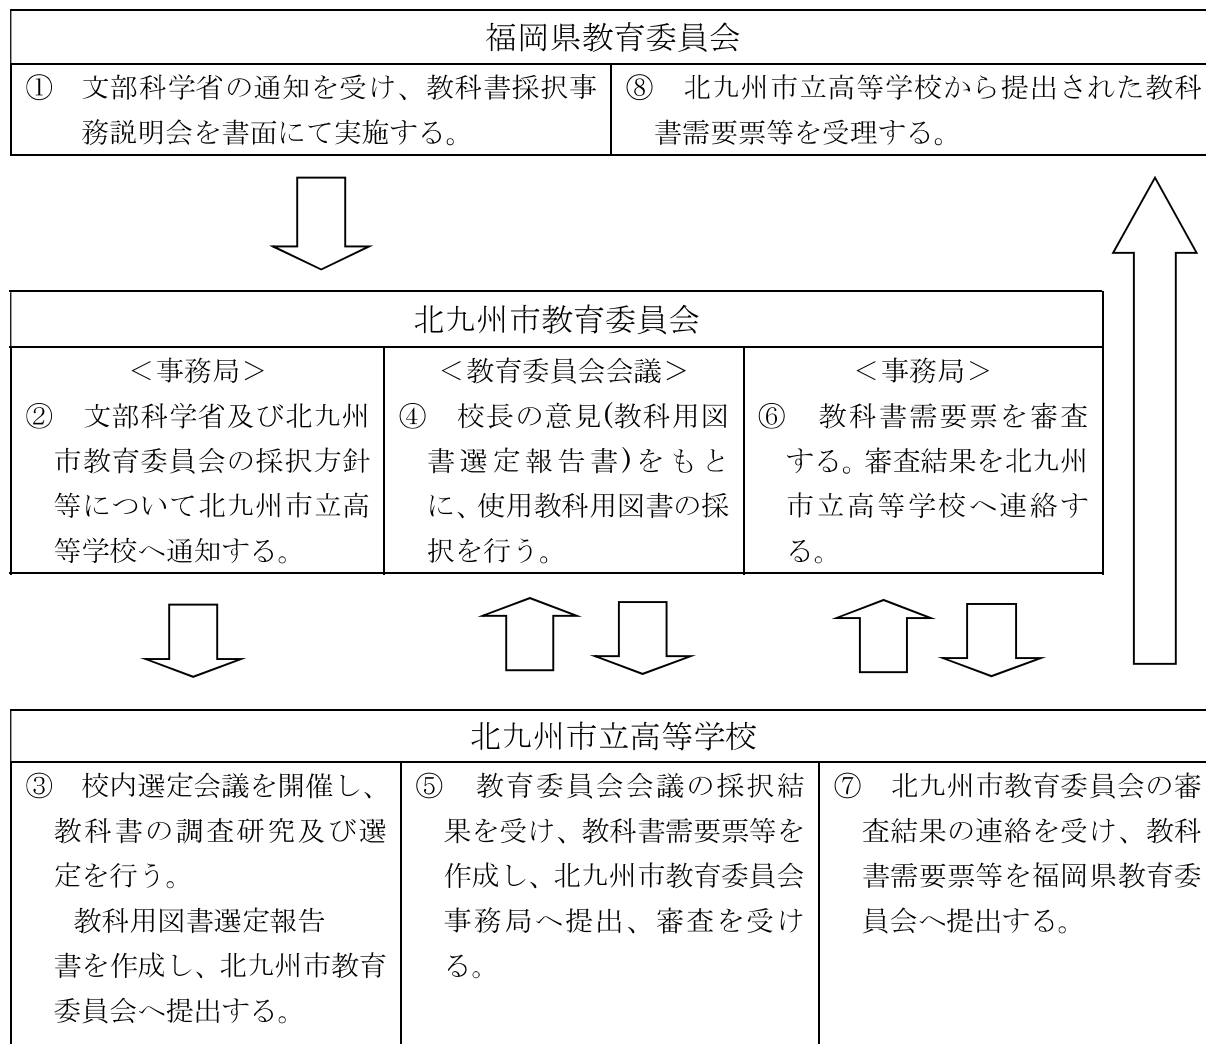 福岡県教育委員会
① 文部科学省の通知を受け、教科書採択事
務説明会を書面にて実施する。
⑧ 北九州市立高等学校から提出された教科
書需要票等を受理する。
北九州市教育委員会
＜事務局＞
② 文部科学省及び北九州
市教育委員会の採択方針
等について北九州市立高
等学校へ通知する。
＜教育委員会会議＞
④ 校長の意見(教科用図
書選定報告書)をもと
に、使用教科用図書の採
択を行う。
＜事務局＞
⑥ 教科書需要票を審査
する。審査結果を北九州
市立高等学校へ連絡す
る。
北九州市立高等学校
③ 校内選定会議を開催し、
教科書の調査研究及び選
定を行う。
教科用図書選定報告
書を作成し、北九州市教育
委員会へ提出する。
⑤ 教育委員会会議の採択結
果を受け、教科書需要票等を
作成し、北九州市教育委員会
事務局へ提出、審査を受け
る。
⑦ 北九州市教育委員会の審
査結果の連絡を受け、教科
書需要票等を福岡県教育委
員会へ提出する。